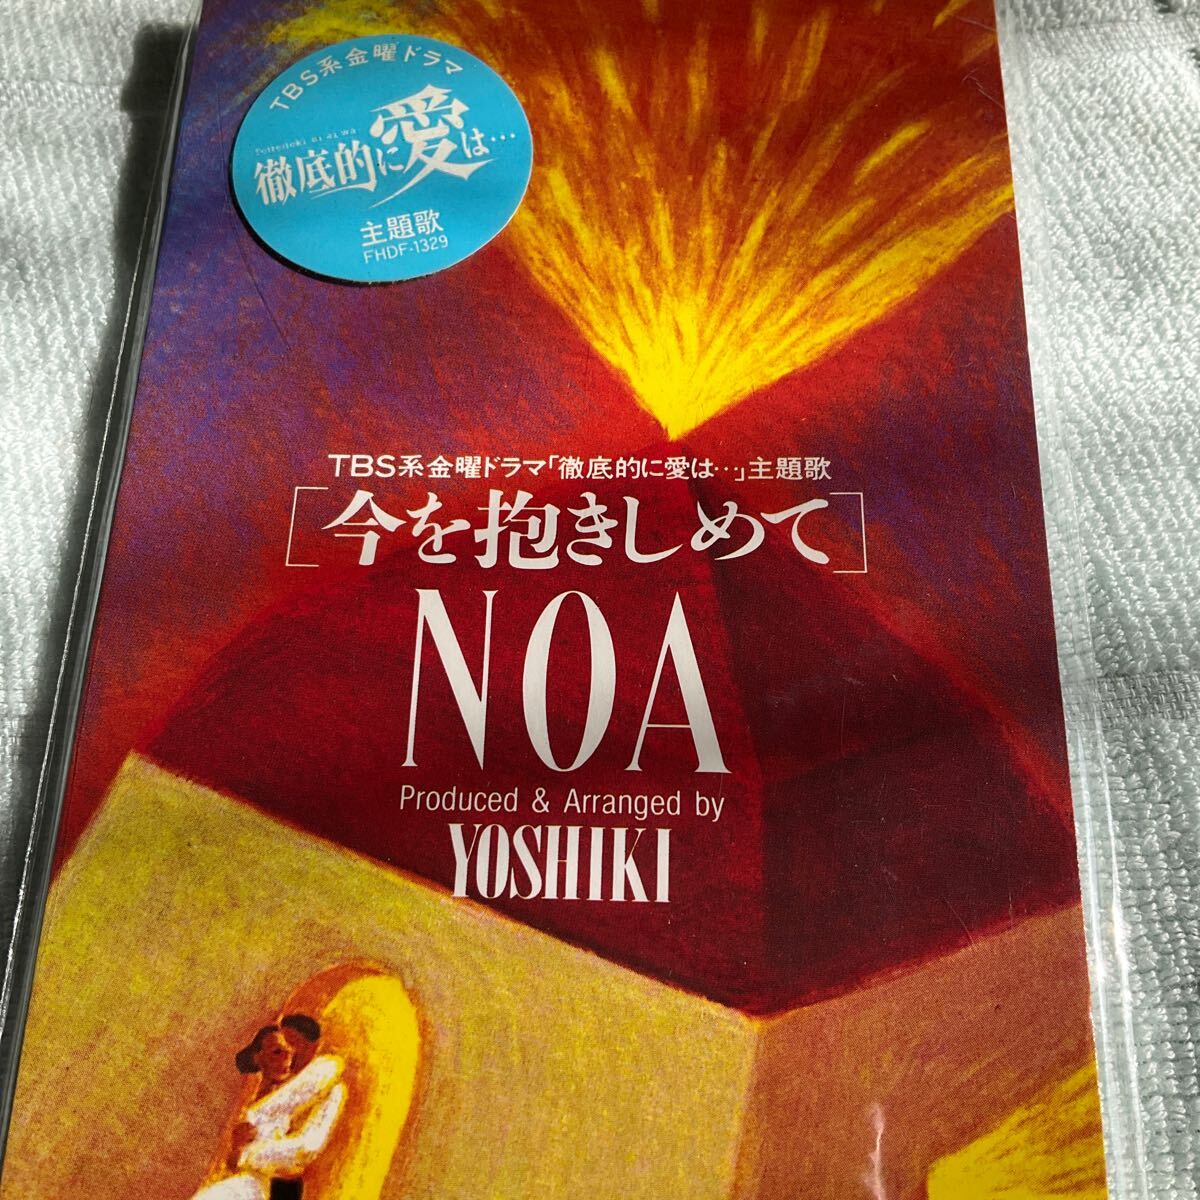 TBS系金曜ドラマ
Tetteiteki ni ai wa
徹底的に愛は…
主題歌
FHDF-1329
TBS系金曜ドラマ「徹底的に愛は…」主題歌
[今を抱きしめて]
NOA
Produced & Arranged by
YOSHIKI